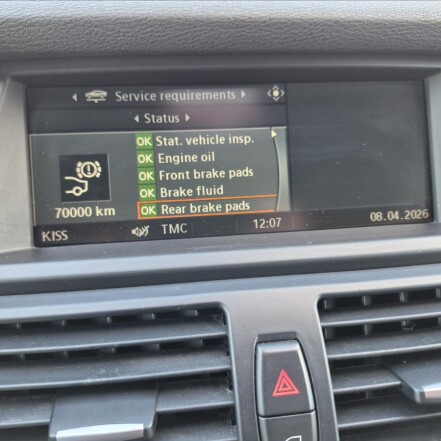 Service requirements
Status
OK Stat. vehicle insp.
OK Engine oil
OK Front brake pads
OK Brake fluid
OK Rear brake pads
70000 km
KISS TMC 12:07 08.04.2026